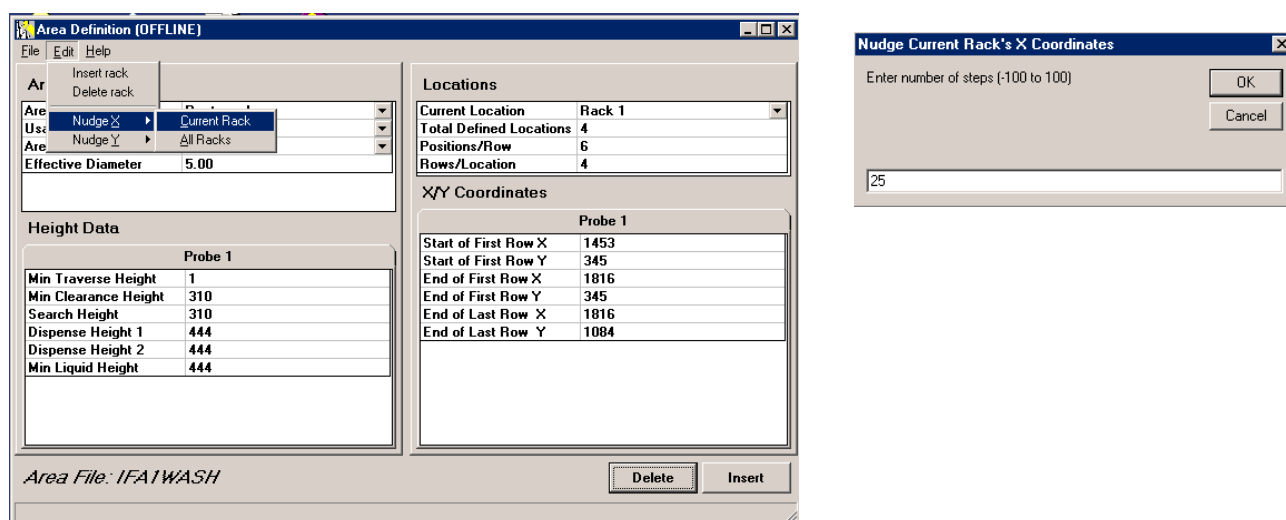 Area Definition (OFFLINE)
File Edit Help
Insert rack
Delete rack
Nudge X
Nudge Y
Current Rack
All Racks
Effective Diameter 5.00
Height Data
Probe 1
Min Traverse Height 1
Min Clearance Height 310
Search Height 310
Dispense Height 1 444
Dispense Height 2 444
Min Liquid Height 444
Locations
Current Location Rack 1
Total Defined Locations 4
Positions/Row 6
Rows/Location 4
X/Y Coordinates
Probe 1
Start of First Row X 1453
Start of First Row Y 345
End of First Row X 1816
End of First Row Y 345
End of Last Row X 1816
End of Last Row Y 1084
Area File: IFA1WASH
Delete Insert
Nudge Current Rack's X Coordinates
Enter number of steps (-100 to 100)
OK
Cancel
25